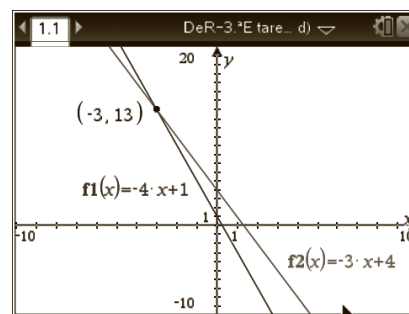 1.1
DeR-3.ªE tare... d)
20
y
(-3, 13)
f1(x)=-4·x+1
1
x
-10
1
10
f2(x)=-3·x+4
-10